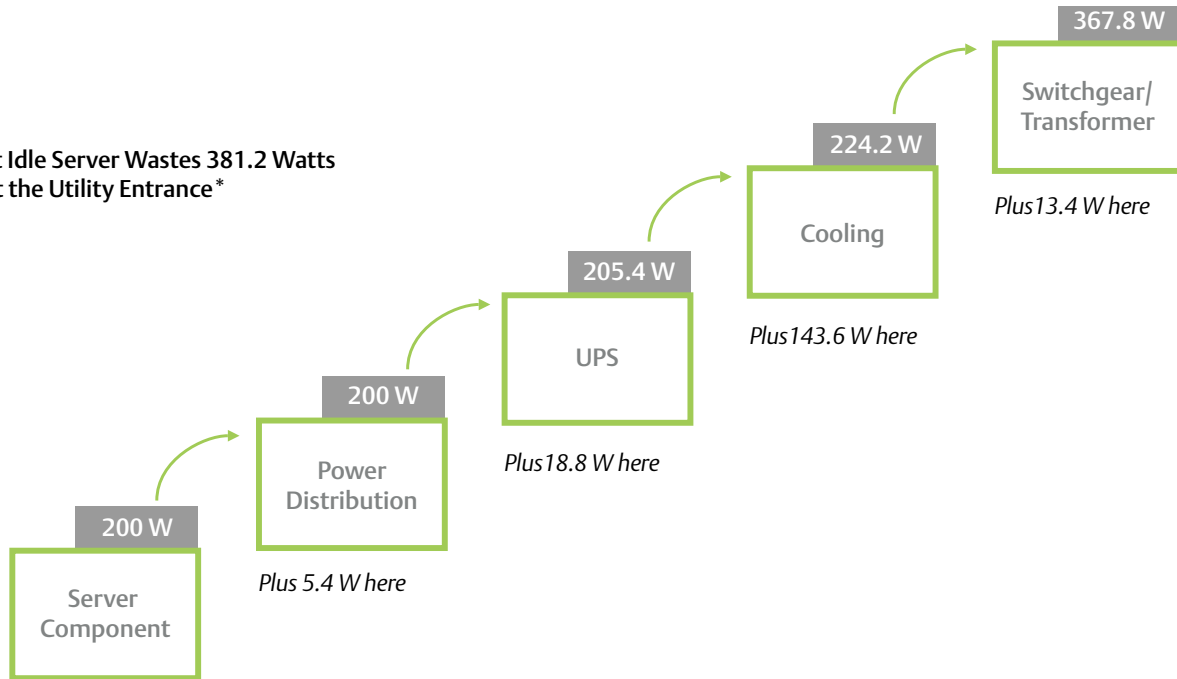 Idle Server Wastes 381.2 Watts
the Utility Entrance*
367.8 W
Switchgear/
Transformer
Plus13.4 W here
224.2 W
Cooling
Plus143.6 W here
205.4 W
UPS
Plus18.8 W here
200 W
Power
Distribution
Plus 5.4 W here
200 W
Server
Component